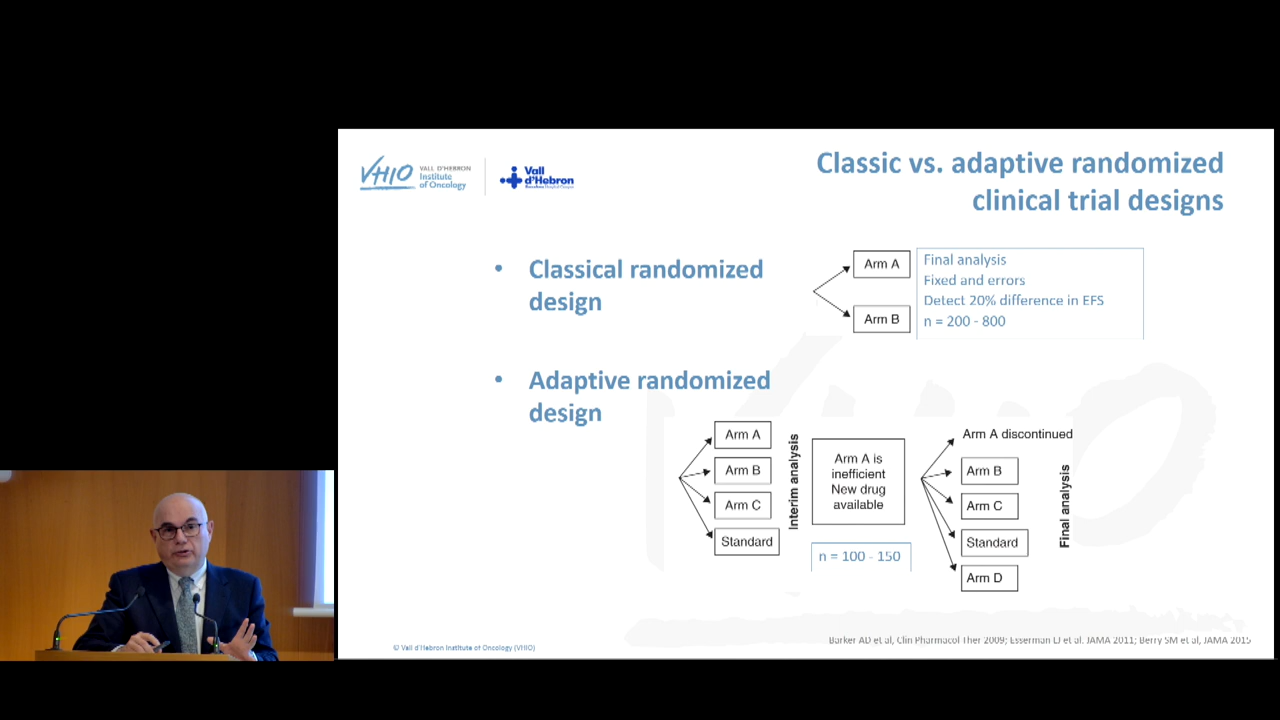 VHIO
VALL D'HEBRON
Institute
of Oncology
Vall
d'Hebron
Classic vs. adaptive randomized
clinical trial designs
• Classical randomized
design
Arm A
Arm B
Final analysis
Fixed and errors
Detect 20% difference in EFS
n = 200 - 800
• Adaptive randomized
design
Arm A
Arm B
Arm C
Standard
Interim analysis
Arm A is
inefficient
New drug
available
n = 100 - 150
Arm A discontinued
Arm B
Arm C
Standard
Arm D
Final analysis
Barker AD et al, Clin Pharmacol Ther 2009; Esserman LJ et al. JAMA 2011; Berry SM et al, JAMA 2015
© Vall d'Hebron Institute of Oncology (VHIO)